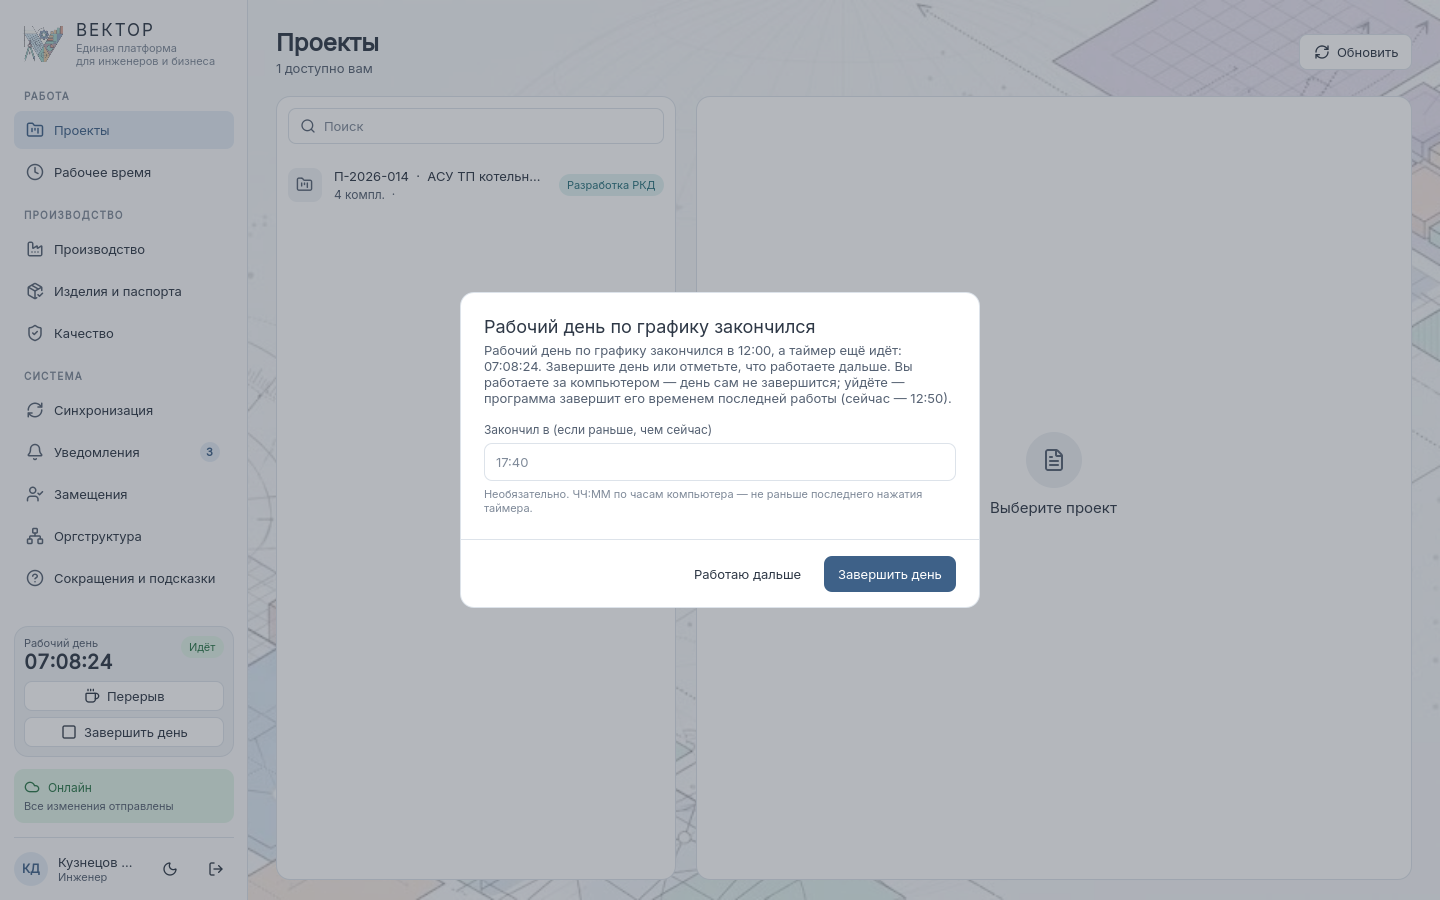 ВЕКТОР
Единая платформа
для инженеров и бизнеса
РАБОТА
Проекты
Рабочее время
ПРОИЗВОДСТВО
Производство
Изделия и паспорта
Качество
СИСТЕМА
Синхронизация
Уведомления 3
Замещения
Оргструктура
Сокращения и подсказки
Рабочий день
Идёт
07:08:24
Перерыв
Завершить день
Онлайн
Все изменения отправлены
КД
Кузнецов ...
Инженер
Проекты
1 доступно вам
Обновить
Поиск
П-2026-014 · АСУ ТП котельн...
4 компл. ·
Разработка РКД
Выберите проект
Рабочий день по графику закончился
Рабочий день по графику закончился в 12:00, а таймер ещё идёт:
07:08:24. Завершите день или отметьте, что работаете дальше. Вы
работаете за компьютером — день сам не завершится; уйдёте —
программа завершит его временем последней работы (сейчас — 12:50).
Закончил в (если раньше, чем сейчас)
17:40
Необязательно. ЧЧ:ММ по часам компьютера — не раньше последнего нажатия
таймера.
Работаю дальше
Завершить день